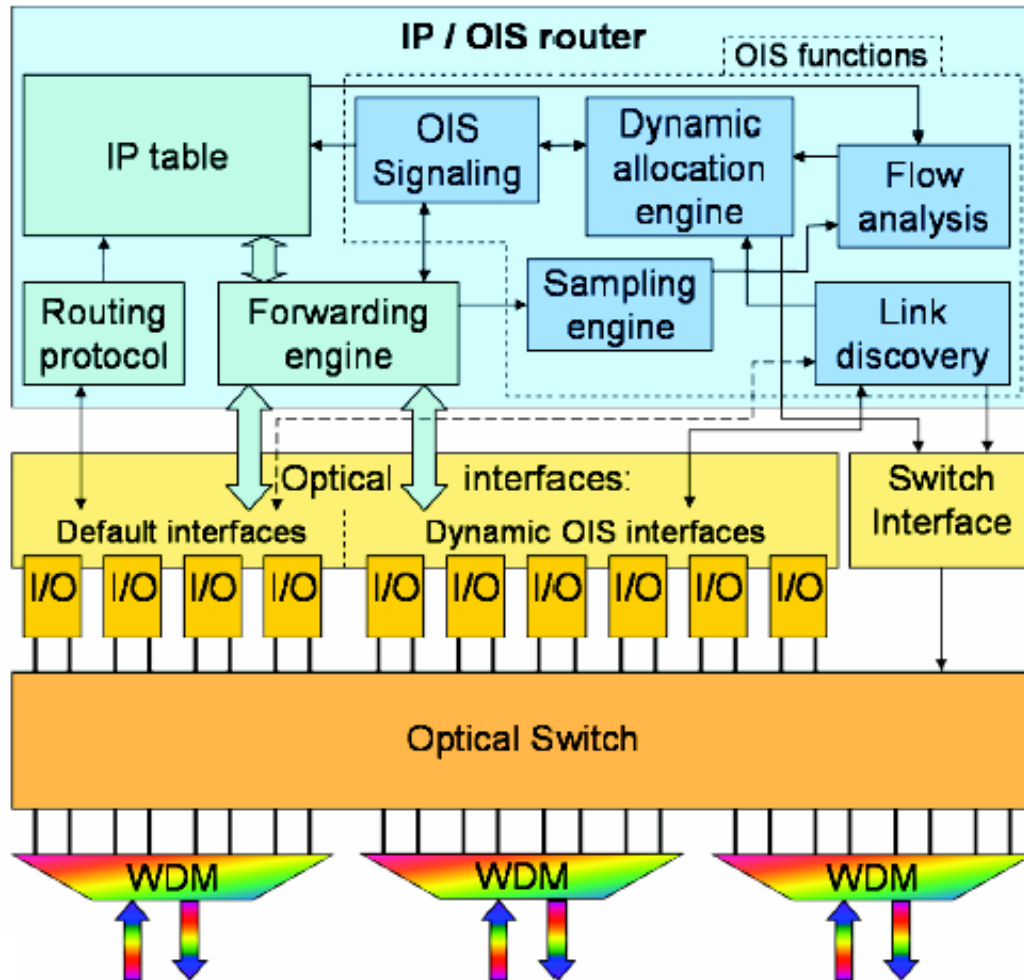 IP / OIS router
OIS functions
IP table
OIS
Signaling
Dynamic
allocation
engine
Flow
analysis
Routing
protocol
Forwarding
engine
Sampling
engine
Link
discovery
Optical interfaces:
Default interfaces
Dynamic OIS interfaces
Switch
Interface
I/O I/O I/O I/O I/O I/O I/O I/O I/O I/O
Optical Switch
WDM WDM WDM